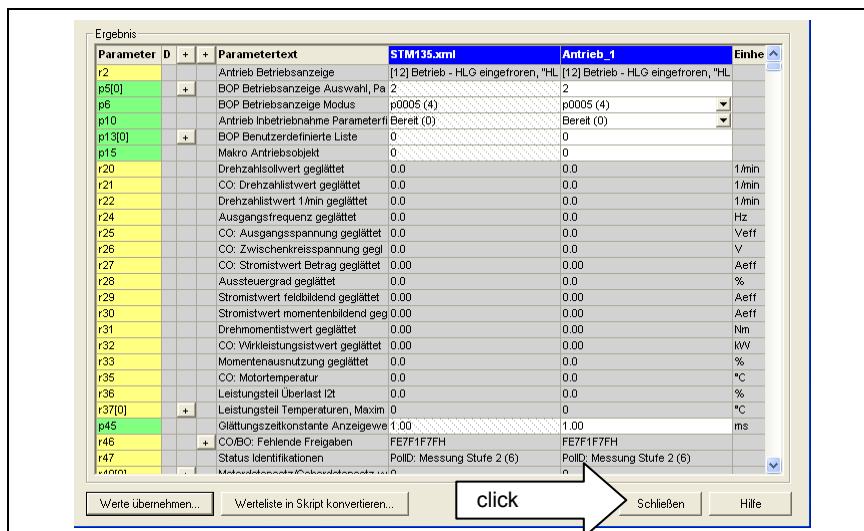 Ergebnis
Parameter D + + Parametertext STM135.xml Antrieb_1 Einhe
r2 Antrieb Betriebsanzeige [12] Betrieb - HLG eingefroren, "HL [12] Betrieb - HLG eingefroren, "HL
p5[0] + BOP Betriebsanzeige Auswahl, Pa 2 2
p6 BOP Betriebsanzeige Modus p0005 (4) p0005 (4)
p10 Antrieb Inbetriebnahme Parameterfi Bereit (0) Bereit (0)
p13[0] + BOP Benutzerdefinierte Liste 0 0
p15 Makro Antriebsobjekt 0 0
r20 Drehzahlsollwert geglättet 0.0 0.0 1/min
r21 CO: Drehzahlistwert geglättet 0.0 0.0 1/min
r22 Drehzahlistwert 1/min geglättet 0.0 0.0 1/min
r24 Ausgangsfrequenz geglättet 0.0 0.0 Hz
r25 CO: Ausgangsspannung geglättet 0.0 0.0 Veff
r26 CO: Zwischenkreisspannung gegl 0.0 0.0 V
r27 CO: Stromistwert Betrag geglättet 0.00 0.00 Aeff
r28 Aussteuergrad geglättet 0.0 0.0 %
r29 Stromistwert feldbildend geglättet 0.00 0.00 Aeff
r30 Stromistwert momentenbildend geg 0.00 0.00 Aeff
r31 Drehmomentistwert geglättet 0.00 0.00 Nm
r32 CO: Wirkleistungsistwert geglättet 0.00 0.00 kW
r33 Momentenausnutzung geglättet 0.0 0.0 %
r35 CO: Motortemperatur 0.0 0.0 °C
r36 Leistungsteil Überlast I2t 0.0 0.0 %
r37[0] + Leistungsteil Temperaturen, Maxim 0 0 °C
p45 Glättungszeitkonstante Anzeigewe 1.00 1.00 ms
r46 + CO/BO: Fehlende Freigaben FE7F1F7FH FE7F1F7FH
r47 Status Identifikationen PollD: Messung Stufe 2 (6) PollD: Messung Stufe 2 (6)
Werte übernehmen... Werteliste in Skript konvertieren... click Schließen Hilfe